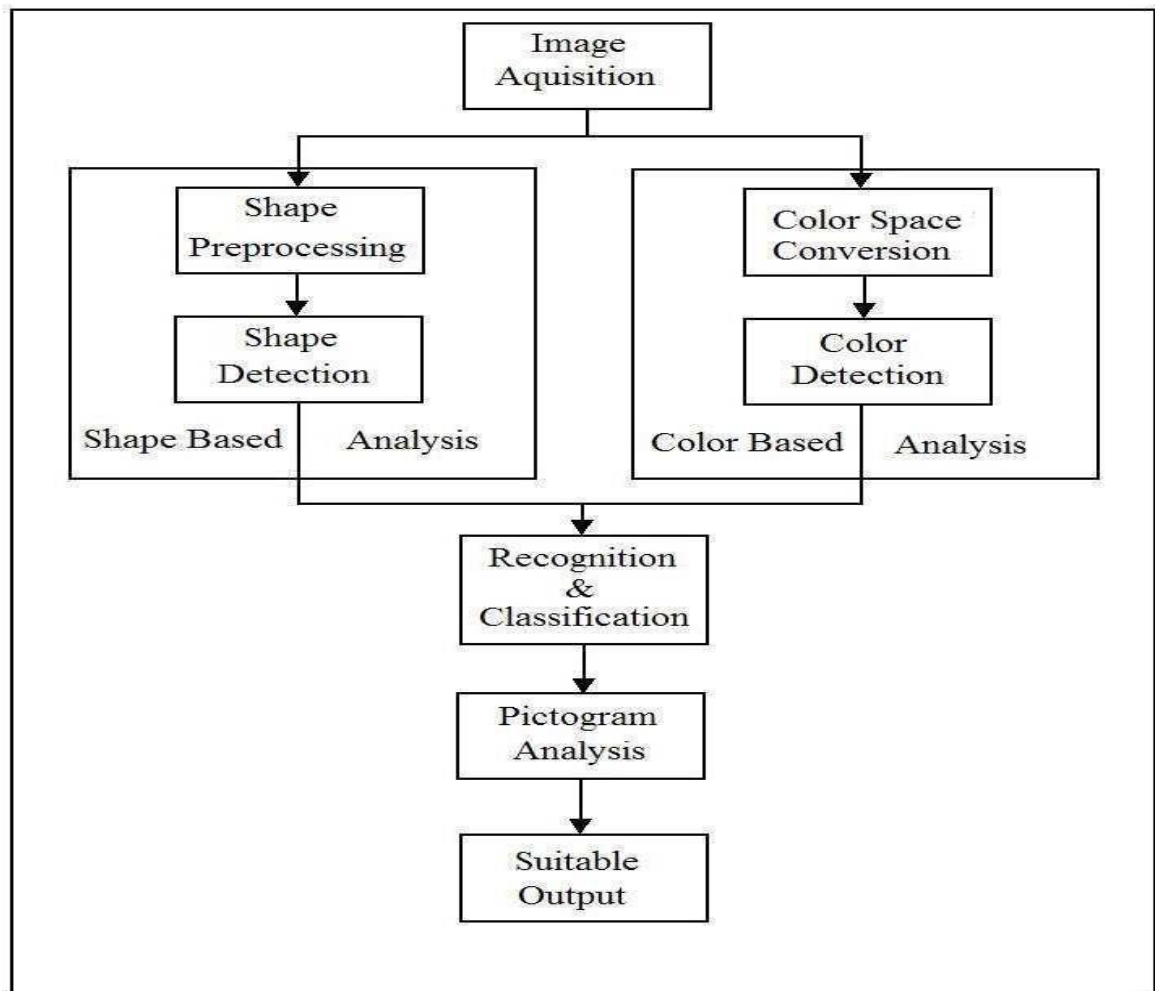 Image
Aquisition
Shape
Preprocessing
Shape
Detection
Shape Based Analysis
Color Space
Conversion
Color
Detection
Color Based Analysis
Recognition
&
Classification
Pictogram
Analysis
Suitable
Output